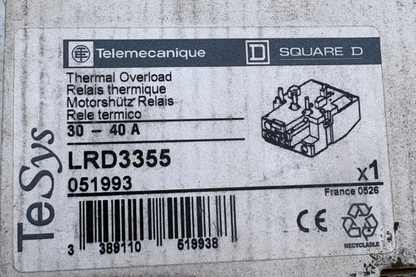 Telemecanique SQUARE D
Thermal Overload
Relais thermique
Motorshütz Relais
Rele termico
30 - 40 A
LRD3355
051993
x1
France 0526
TeSys
3 389110 519938
CE
RECYCLABLE